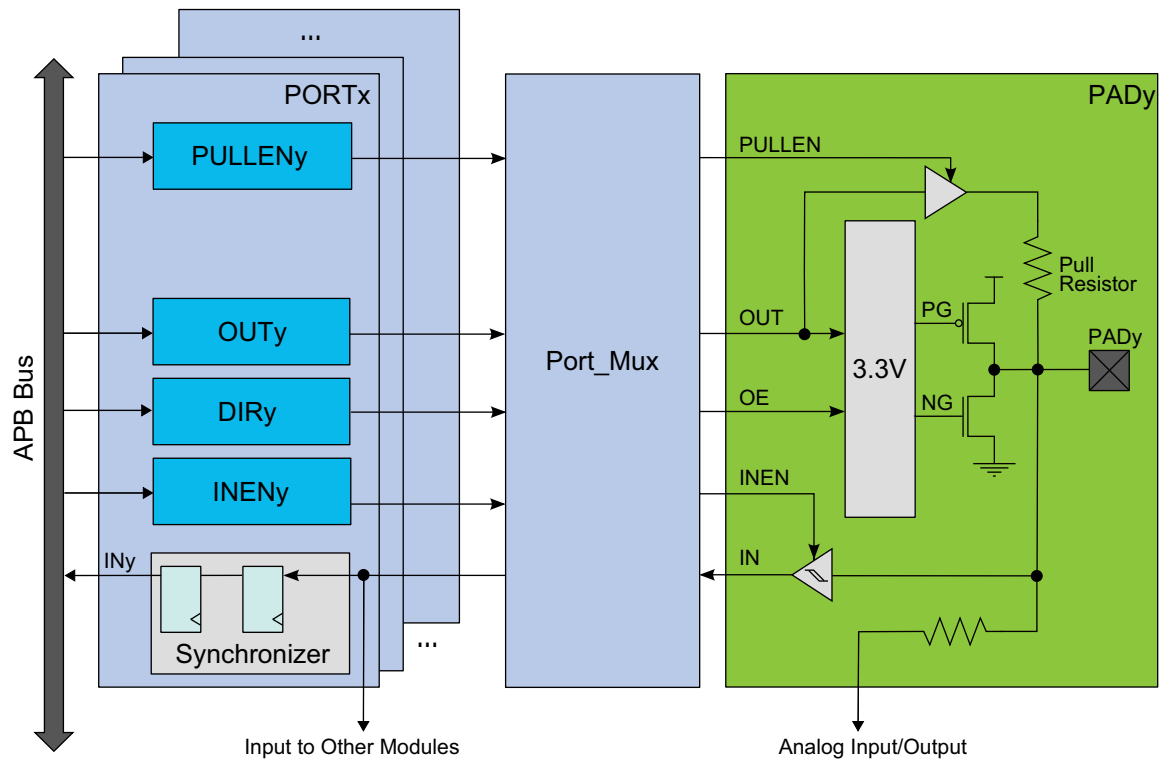 ...
PORTx
PADy
PULLENy
PULLEN
Pull
Resistor
OUTy
OUT
PG
PADy
Port_Mux
3.3V
APB Bus
DIRy
OE
NG
INENy
INEN
INy
IN
Synchronizer
...
Input to Other Modules
Analog Input/Output